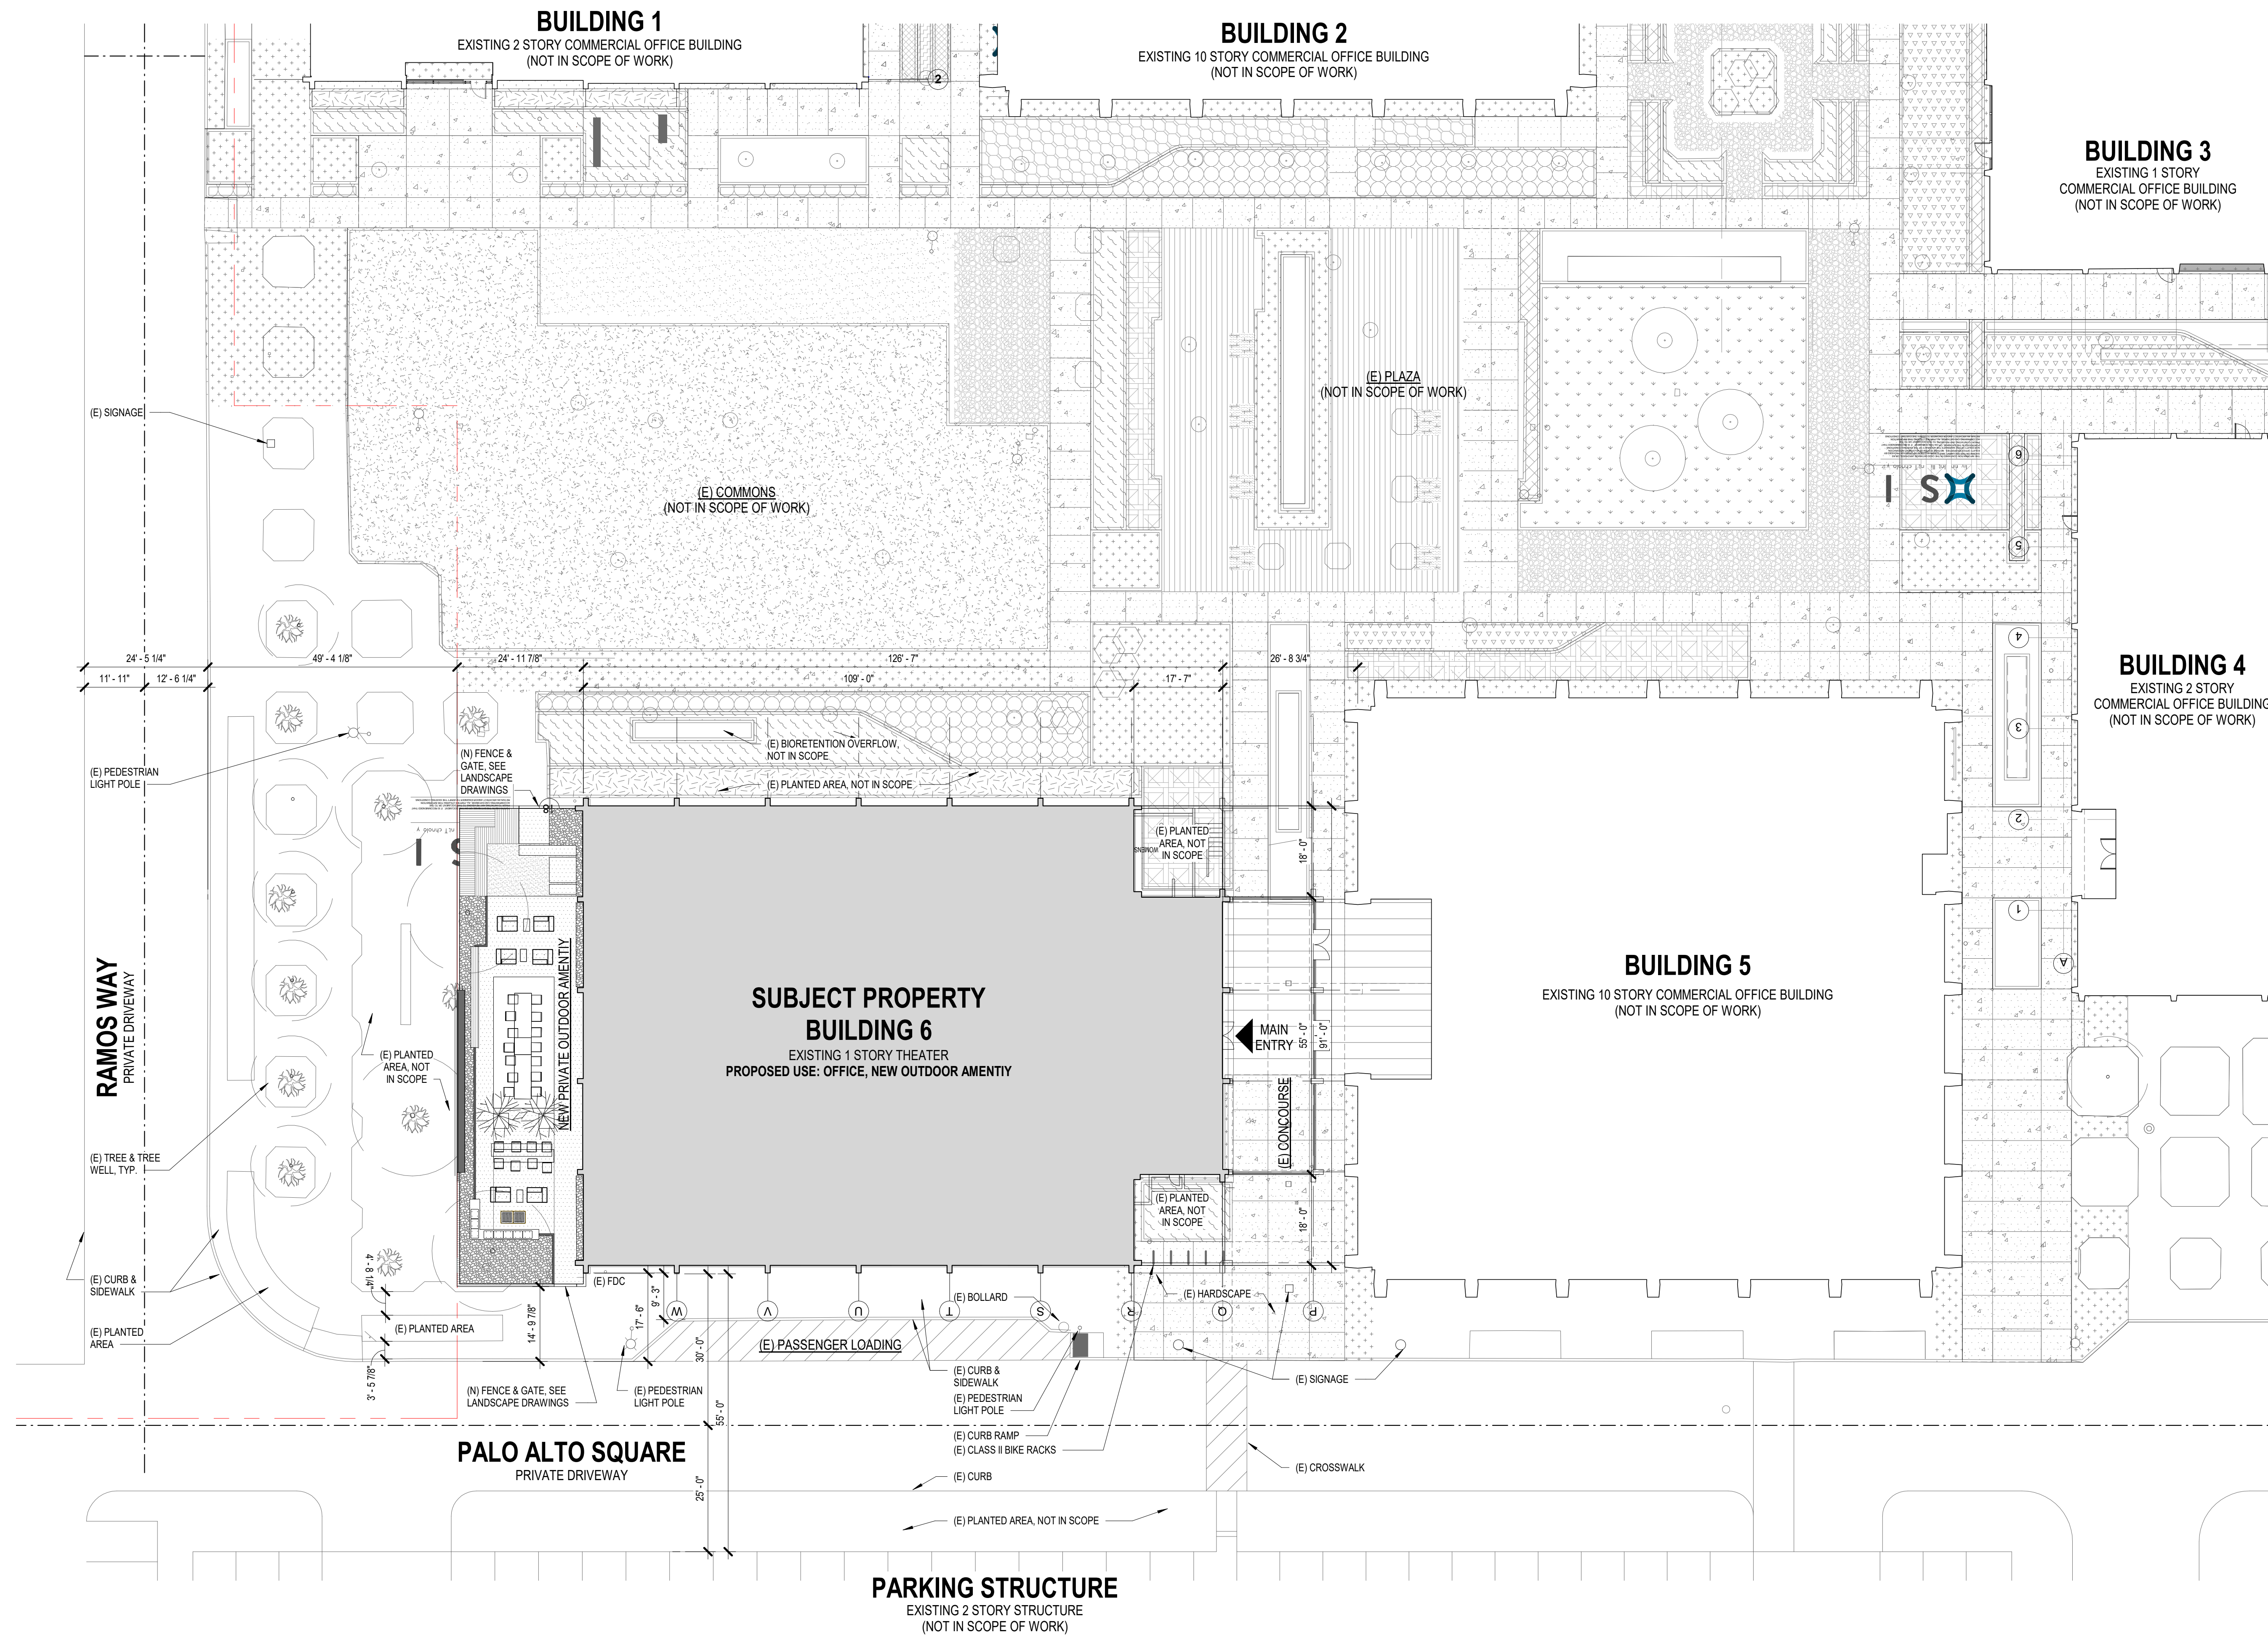 BUILDING 1
EXISTING 2 STORY COMMERCIAL OFFICE BUILDING
(NOT IN SCOPE OF WORK)
BUILDING 2
EXISTING 10 STORY COMMERCIAL OFFICE BUILDING
(NOT IN SCOPE OF WORK)
2
BUILDING 3
EXISTING 1 STORY
COMMERCIAL OFFICE BUILDING
(NOT IN SCOPE OF WORK)
(E) PLAZA
(NOT IN SCOPE OF WORK)
(E) SIGNAGE
(E) COMMONS
(NOT IN SCOPE OF WORK)
6
I S
5
4
24' - 5 1/4"
49' - 4 1/8"
24' - 11 7/8"
126' - 7"
26' - 8 3/4"
11' - 11"
12' - 6 1/4"
109' - 0"
17' - 7"
BUILDING 4
EXISTING 2 STORY
COMMERCIAL OFFICE BUILDING
(NOT IN SCOPE OF WORK)
3
(E) BIORETENTION OVERFLOW,
NOT IN SCOPE
(N) FENCE &
GATE, SEE
LANDSCAPE
DRAWINGS
(E) PEDESTRIAN
LIGHT POLE
(E) PLANTED AREA, NOT IN SCOPE
2
(E) PLANTED
AREA, NOT
IN SCOPE
WOMENS
18' - 0"
I S
1
A
NEW PRIVATE OUTDOOR AMENTIY
SUBJECT PROPERTY
BUILDING 6
EXISTING 1 STORY THEATER
PROPOSED USE: OFFICE, NEW OUTDOOR AMENTIY
MAIN
ENTRY
55' - 0"
91' - 0"
(E) CONCOURSE
BUILDING 5
EXISTING 10 STORY COMMERCIAL OFFICE BUILDING
(NOT IN SCOPE OF WORK)
RAMOS WAY
PRIVATE DRIVEWAY
(E) PLANTED
AREA, NOT
IN SCOPE
(E) TREE & TREE
WELL, TYP.
(E) PLANTED
AREA, NOT
IN SCOPE
18' - 0"
(E) CURB &
SIDEWALK
4' - 8 1/4"
(E) FDC
9' - 3"
17' - 6"
14' - 9 7/8"
W
V
U
T
S
R
Q
P
(E) BOLLARD
(E) HARDSCAPE
(E) PLANTED
AREA
(E) PLANTED AREA
(E) PASSENGER LOADING
30' - 0"
3' - 5 7/8"
(N) FENCE & GATE, SEE
LANDSCAPE DRAWINGS
(E) PEDESTRIAN
LIGHT POLE
(E) CURB &
SIDEWALK
(E) PEDESTRIAN
LIGHT POLE
(E) SIGNAGE
55' - 0"
(E) CURB RAMP
(E) CLASS II BIKE RACKS
PALO ALTO SQUARE
PRIVATE DRIVEWAY
(E) CROSSWALK
(E) CURB
25' - 0"
(E) PLANTED AREA, NOT IN SCOPE
PARKING STRUCTURE
EXISTING 2 STORY STRUCTURE
(NOT IN SCOPE OF WORK)